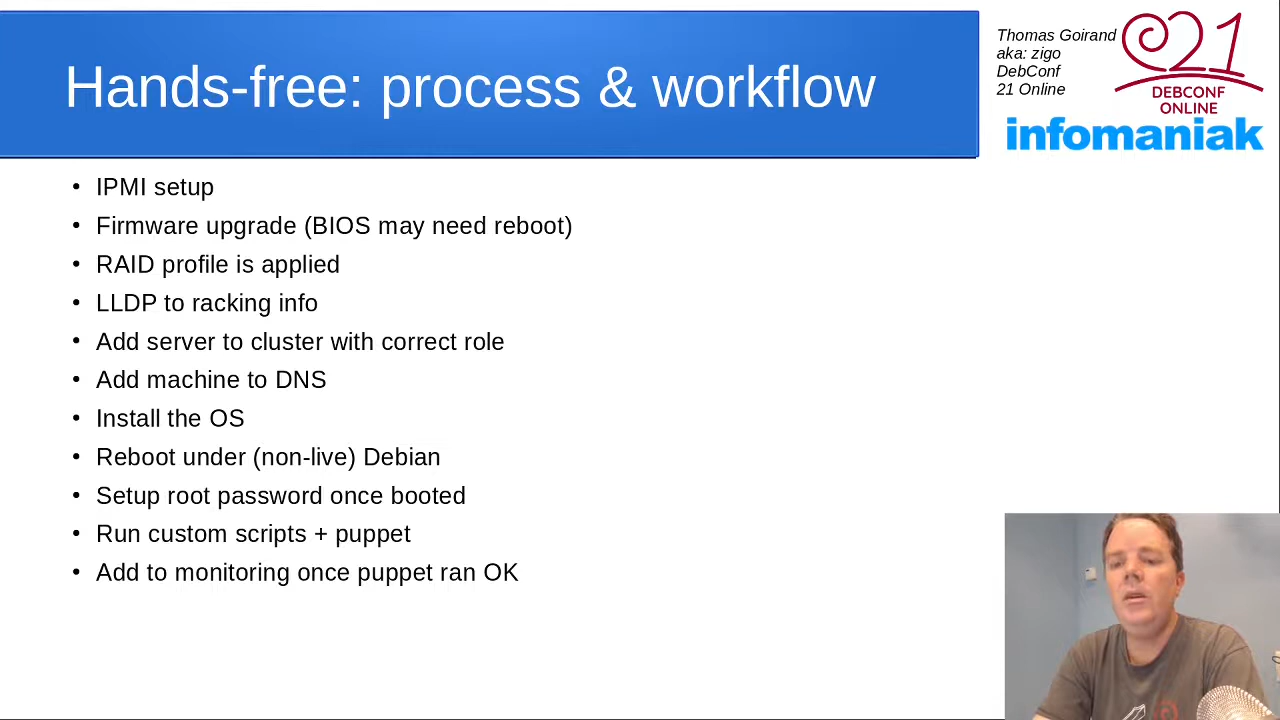 Hands-free: process & workflow
Thomas Goirand
aka: zigo
DebConf
21 Online
21
DEBCONF
ONLINE
infomaniak
• IPMI setup
• Firmware upgrade (BIOS may need reboot)
• RAID profile is applied
• LLDP to racking info
• Add server to cluster with correct role
• Add machine to DNS
• Install the OS
• Reboot under (non-live) Debian
• Setup root password once booted
• Run custom scripts + puppet
• Add to monitoring once puppet ran OK